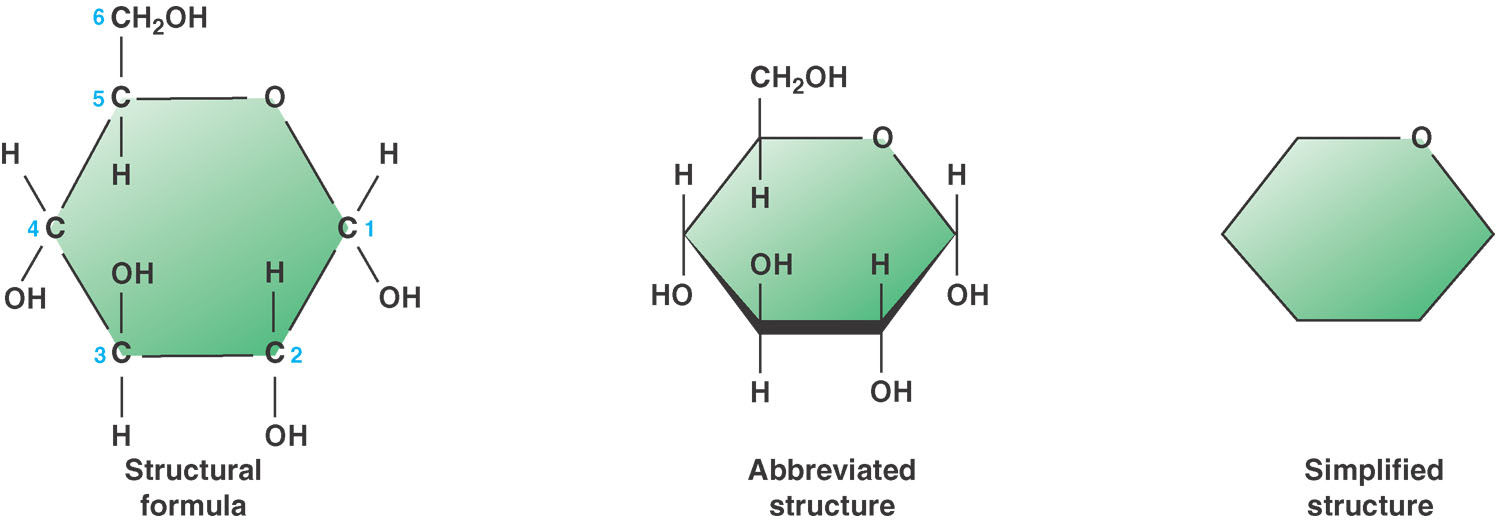 6 CH₂OH
5 C O
H H H
4 C C 1
OH OH H OH
3 C C 2
H OH
Structural
formula
CH₂OH
O
H H H
OH H
HO OH
H OH
Abbreviated
structure
O
Simplified
structure